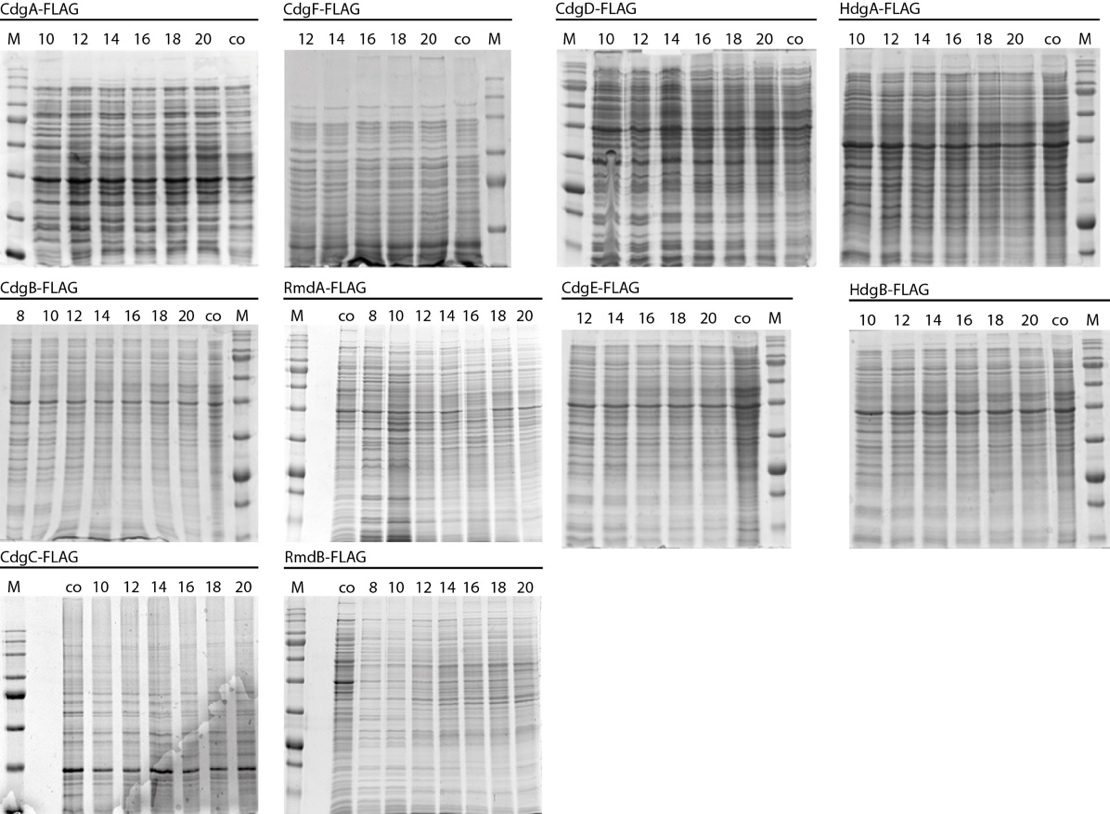 CdgA-FLAG
M 10 12 14 16 18 20 co
CdgF-FLAG
12 14 16 18 20 co M
CdgD-FLAG
M 10 12 14 16 18 20 co
HdgA-FLAG
10 12 14 16 18 20 co M
CdgB-FLAG
8 10 12 14 16 18 20 co M
RmdA-FLAG
M co 8 10 12 14 16 18 20
CdgE-FLAG
12 14 16 18 20 co M
HdgB-FLAG
10 12 14 16 18 20 co M
CdgC-FLAG
M co 10 12 14 16 18 20
RmdB-FLAG
M co 8 10 12 14 16 18 20